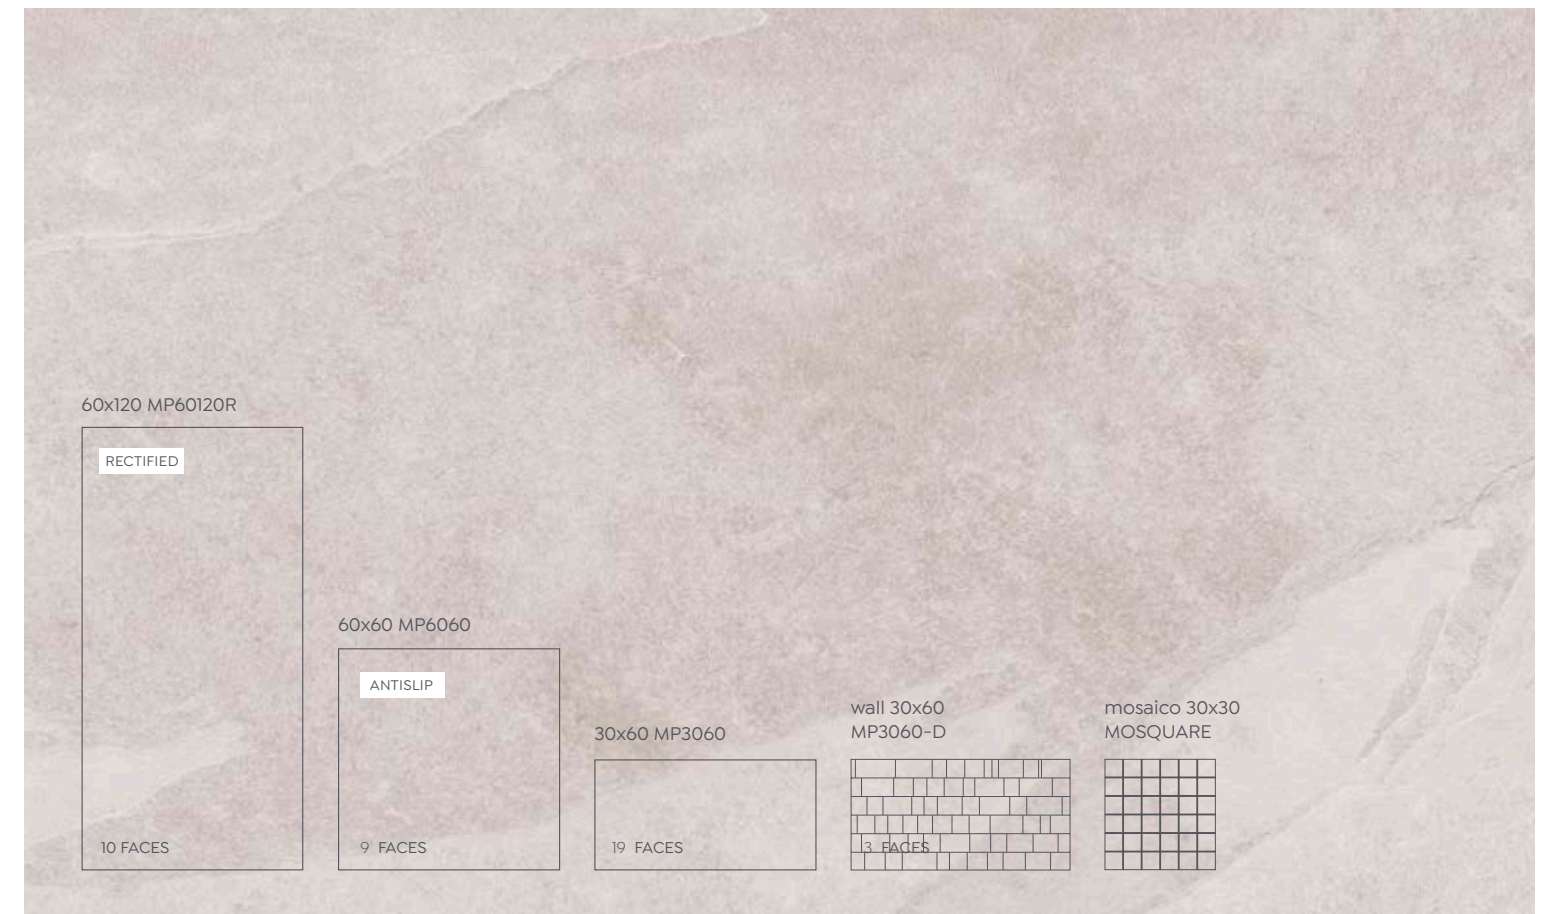 60x120 MP60120R
RECTIFIED
10 FACES
60x60 MP6060
ANTISLIP
9 FACES
30x60 MP3060
19 FACES
wall 30x60
MP3060-D
3 FACES
mosaico 30x30
MOSQUARE